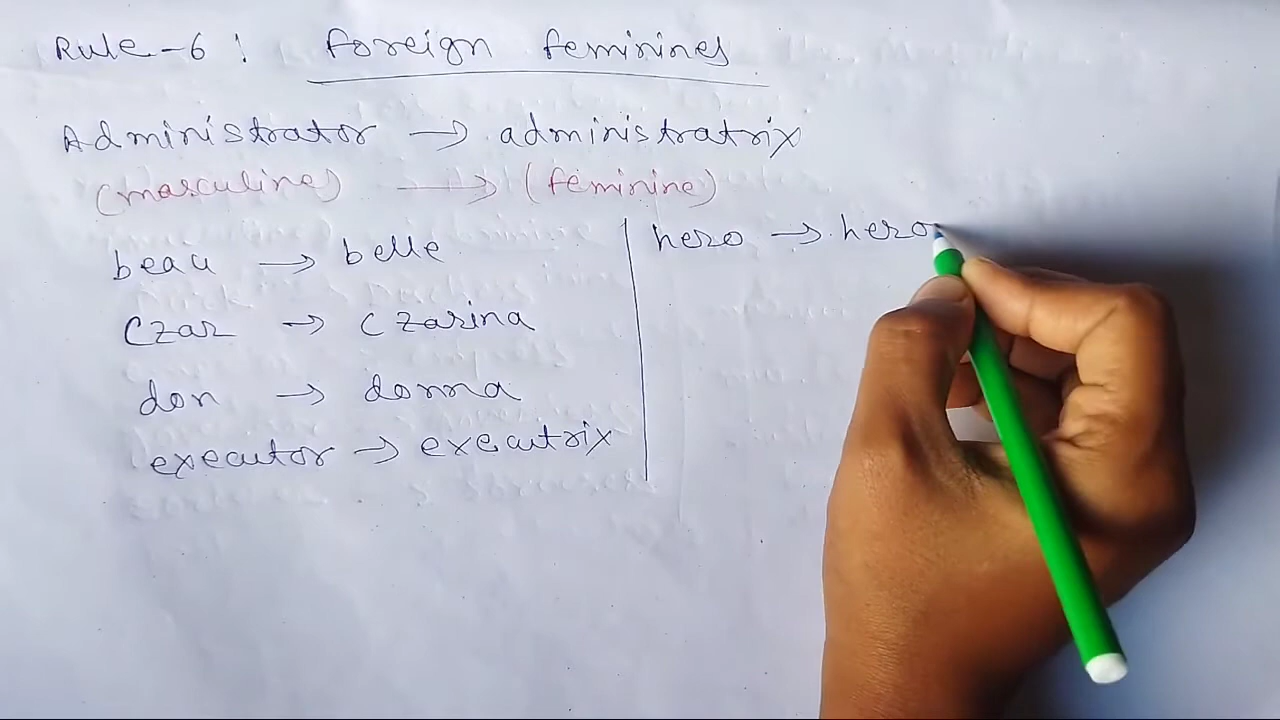 Rule-6: Foreign feminines
Administrator → administratrix
(masculine) → (feminine)
beau → belle
Czar → Czarina
don → donna
executor → executrix
hero → hero